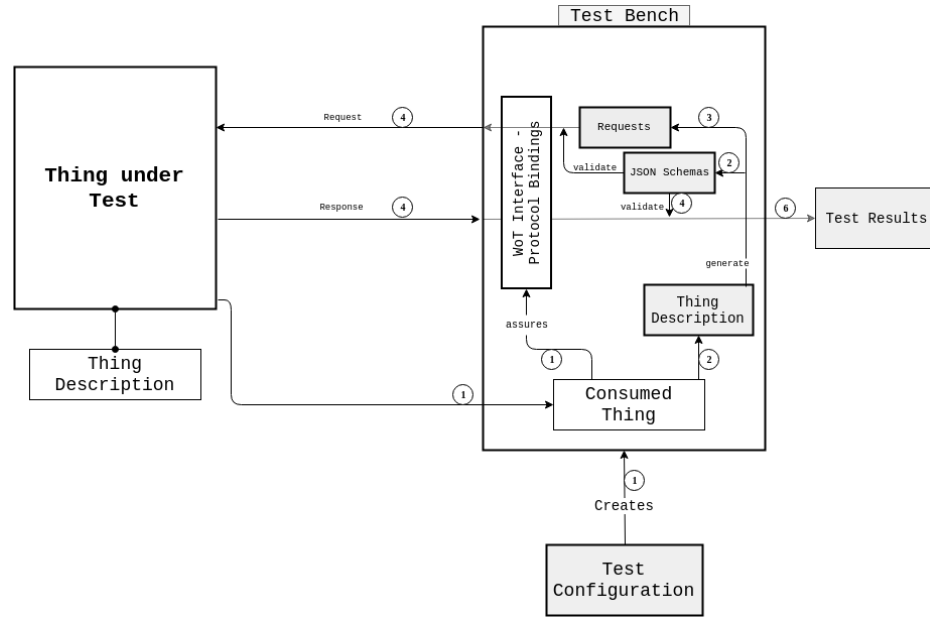 Test Bench
Thing under
Test
Request
4
Response
4
WoT Interface -
Protocol Bindings
Requests
3
validate
JSON Schemas
2
validate
4
6
Test Results
generate
Thing
Description
2
assures
1
Thing
Description
1
Consumed
Thing
1
Creates
Test
Configuration